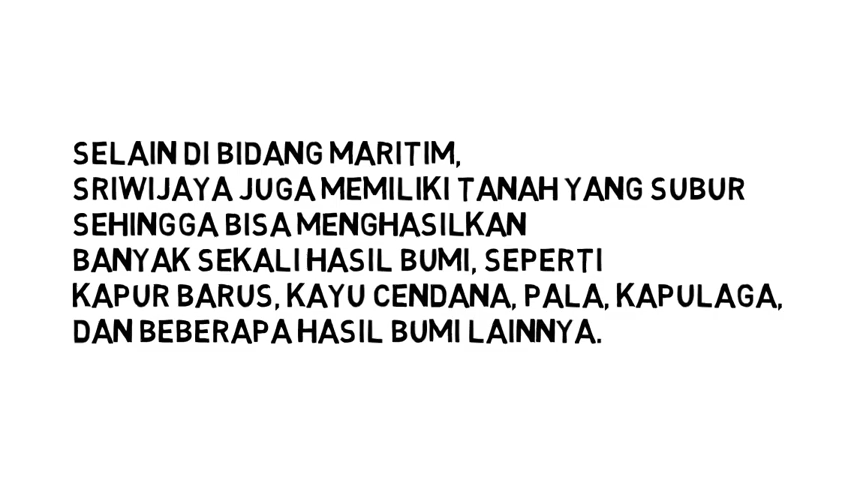 SELAIN DI BIDANG MARITIM,
SRIWIJAYA JUGA MEMILIKI TANAH YANG SUBUR
SEHINGGA BISA MENGHASILKAN
BANYAK SEKALI HASIL BUMI, SEPERTI
KAPUR BARUS, KAYU CENDANA, PALA, KAPULAGA,
DAN BEBERAPA HASIL BUMI LAINNYA.